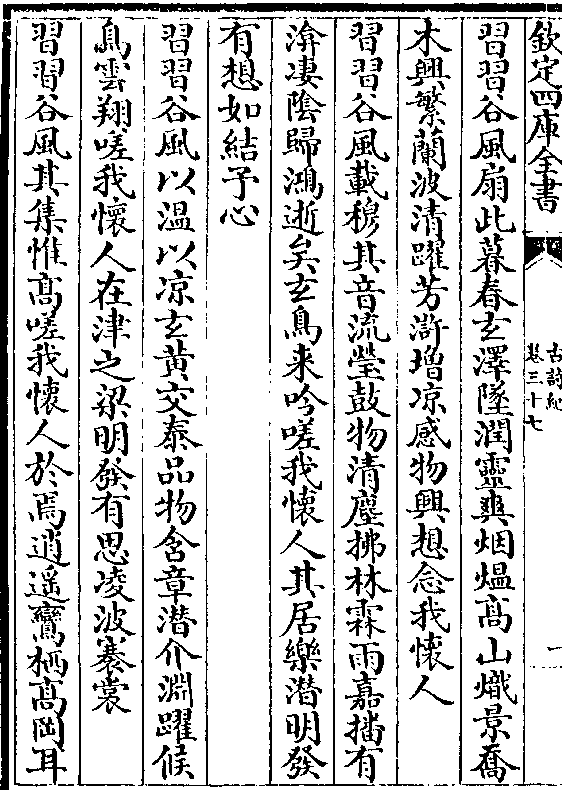 欽定四庫全書
古詩紀
卷三十七
一
習習谷風扇此暮春玄澤墜潤靈爽烟熅髙山熾景喬
木興繁蘭波清躍芳滸増凉感物興想念我懷人
習習谷風載穆其音流瑩鼓物清塵拂林霖雨嘉播有
渰凄陰歸鴻逝矣玄鳥来吟嗟我懷人其居樂潛明發
有想如結予心
習習谷風以温以凉玄黄交泰品物含章潛介淵躍候
鳥雲翔嗟我懷人在津之梁明發有思凌波褰裳
習習谷風其集惟髙嗟我懷人於焉逍遥鸞栖髙岡耳